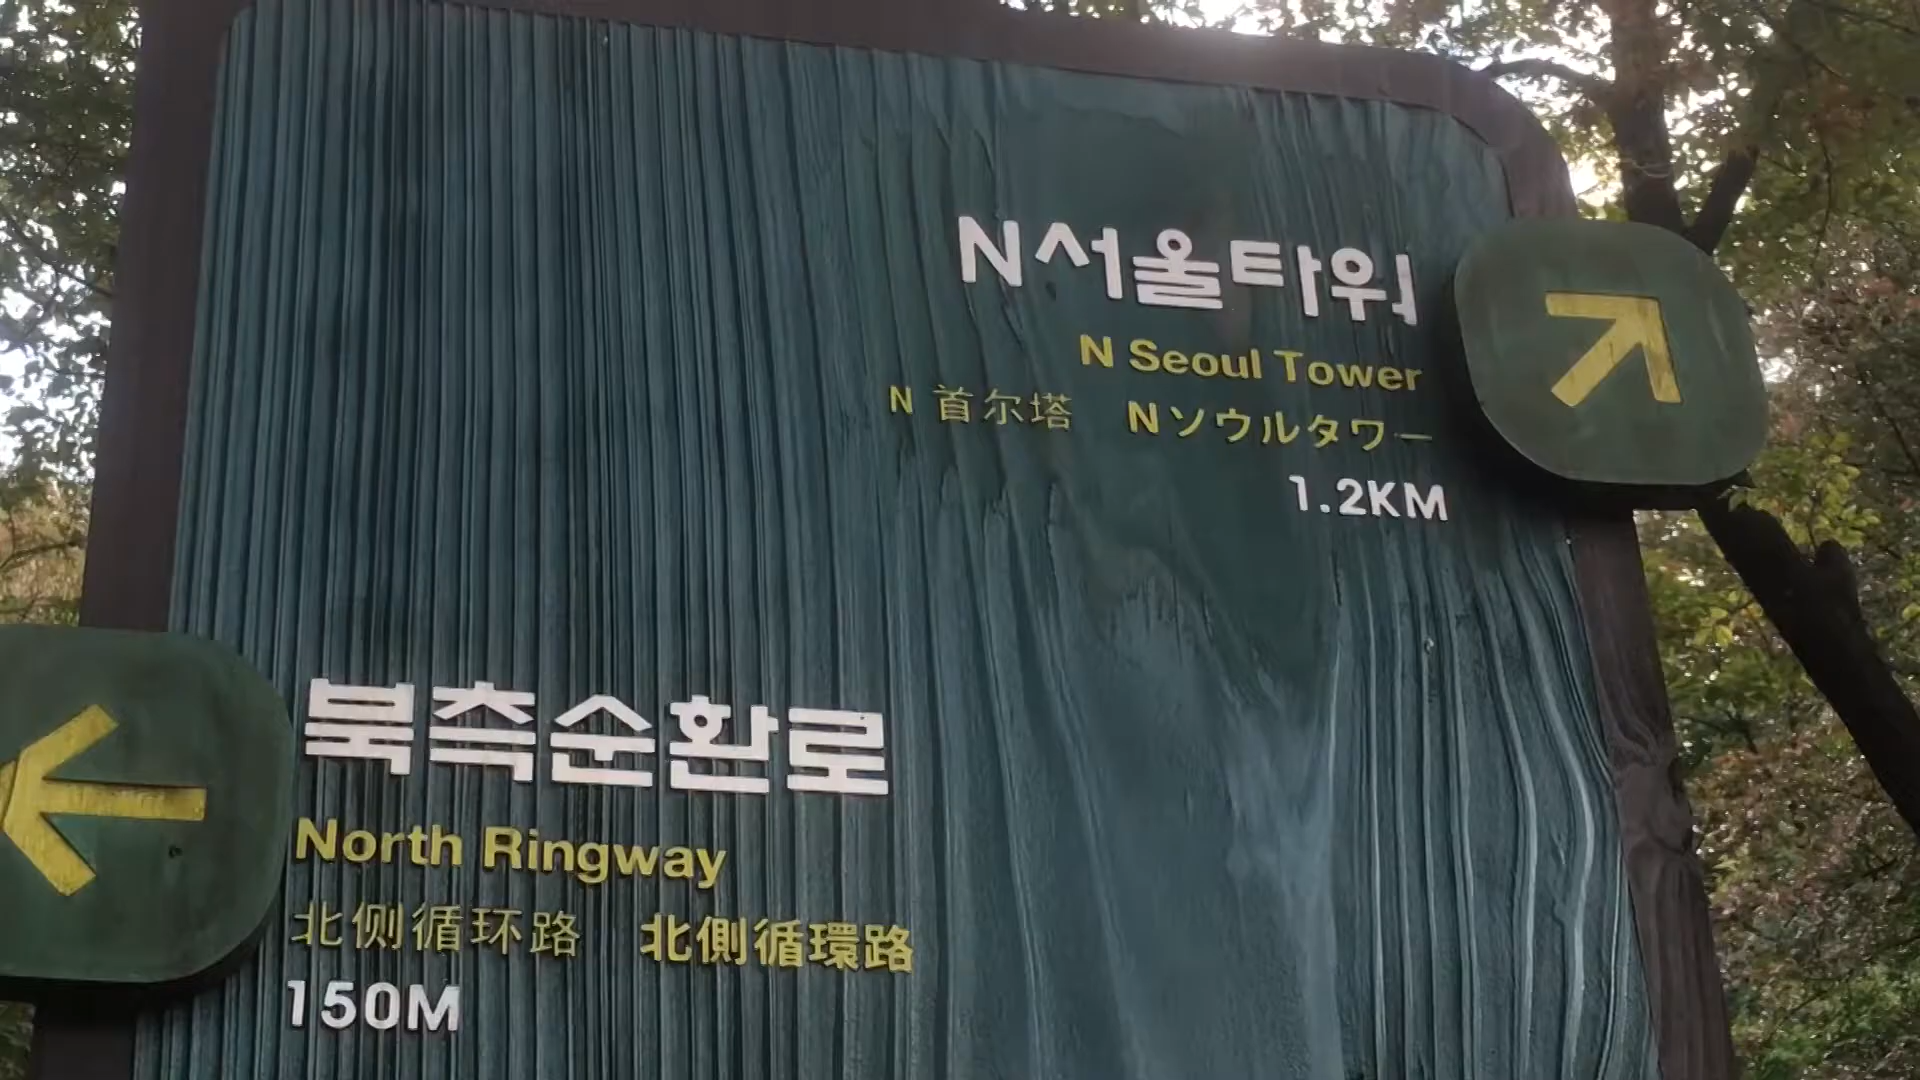 N서울타워
N Seoul Tower
N 首尔塔 Nソウルタワー
1.2KM
북측순환로
North Ringway
北侧循环路 北側循環路
150M